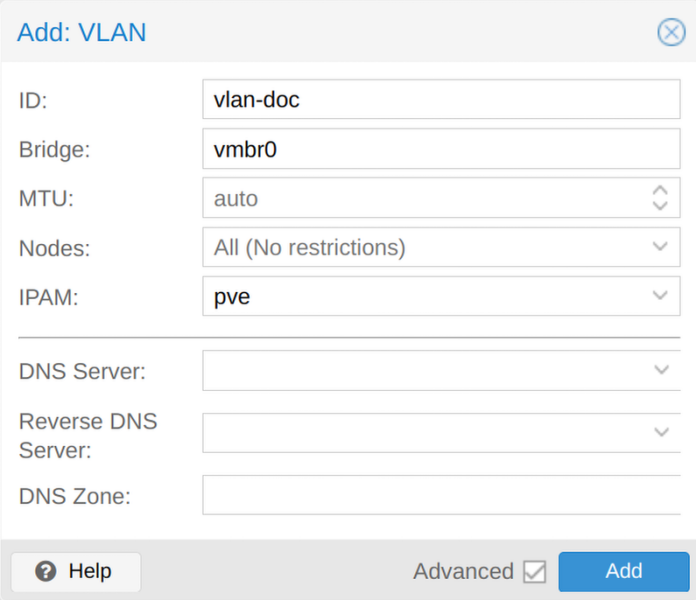 Add: VLAN
ID: vlan-doc
Bridge: vmbr0
MTU: auto
Nodes: All (No restrictions)
IPAM: pve
DNS Server:
Reverse DNS
Server:
DNS Zone:
Help Advanced Add